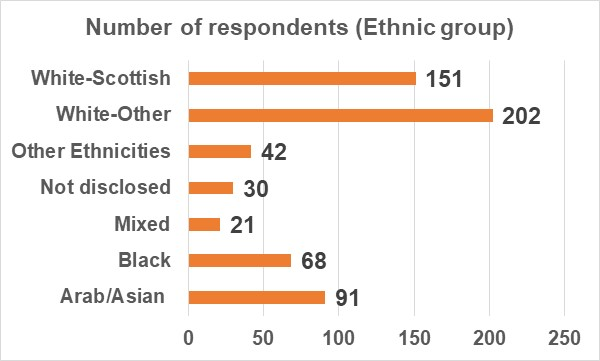 Number of respondents (Ethnic group)
White-Scottish 151
White-Other 202
Other Ethnicities 42
Not disclosed 30
Mixed 21
Black 68
Arab/Asian 91
0 50 100 150 200 250